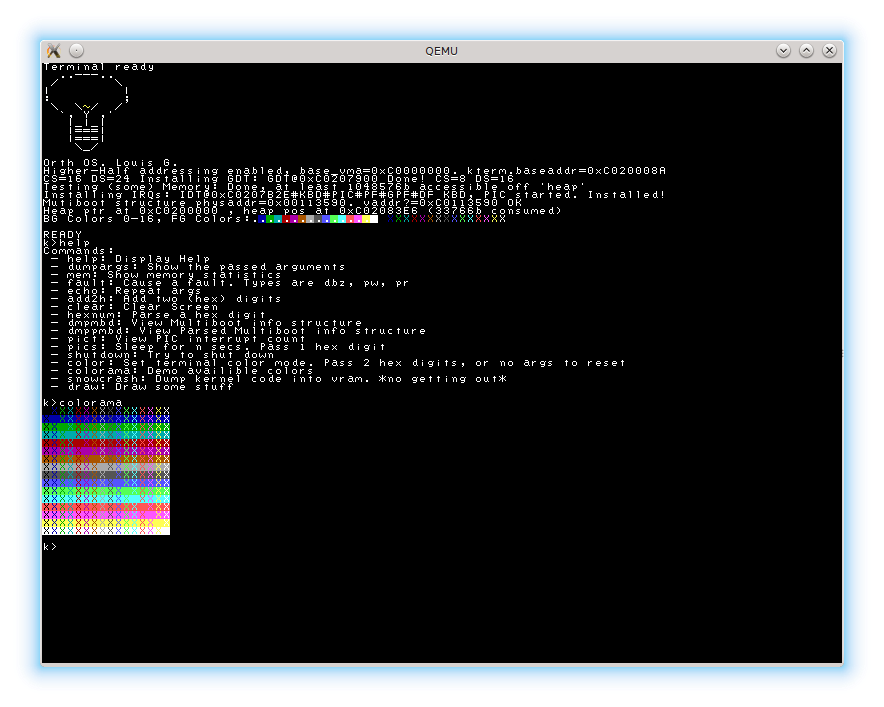 QEMU
Terminal ready
Orth OS. Louis G.
Higher-Half addressing enabled, base_vma=0xC0000000. kterm.baseaddr=0xC020008A
CS=16 DS=24 Installing GDT: GDT@0xC0207900 Done! CS=8 DS=16
Testing (some) Memory: Done, at least 1048576b accessible off 'heap'
Installing IRQs: IDT@0xC0207B2E#KBD#PIC#PF#GPF#DF KBD, PIC started. Installed!
Mutiboot structure physaddr=0x00113590, vaddr?=0xC0113590 OK
Heap ptr at 0xC0200000 , heap pos at 0xC02083E6 (33766b consumed)
BG Colors 0-16, FG Colors:................ XXXXXXXXXXXXXXX
READY
k>help
Commands:
- help: Display Help
- dumpargs: Show the passed arguments
- mem: Show memory statistics
- fault: Cause a fault. Types are dbz, pw, pr
- echo: Repeat args
- add2h: Add two (hex) digits
- clear: Clear Screen
- hexnum: Parse a hex digit
- dmpmbd: View Multiboot info structure
- dmppmbd: View Parsed Multiboot info structure
- pict: View PIC interrupt count
- pics: Sleep for n secs. Pass 1 hex digit
- shutdown: Try to shut down
- color: Set terminal color mode. Pass 2 hex digits, or no args to reset
- colorama: Demo availible colors
- snowcrash: Dump kernel code into vram. *no getting out*
- draw: Draw some stuff
k>colorama
k>